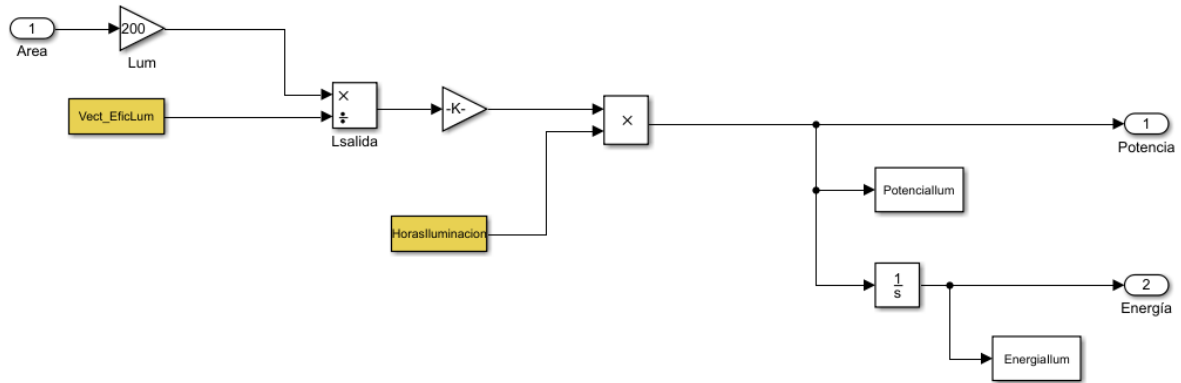 1
Area
200
Lum
Vect_EficLum
×
÷
Lsalida
-K-
HorasIluminacion
×
1
Potencia
PotenciaIlum
1
s
2
Energía
EnergiaIlum